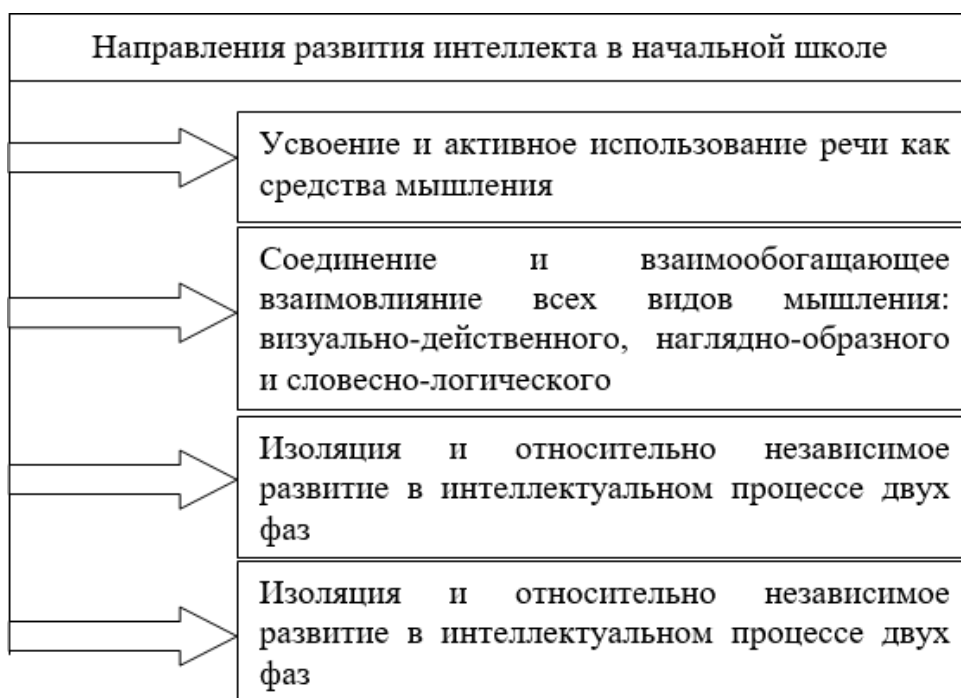 Направления развития интеллекта в начальной школе
Усвоение и активное использование речи как
средства мышления
Соединение и взаимообогащающее
взаимовлияние всех видов мышления:
визуально-действенного, наглядно-образного
и словесно-логического
Изоляция и относительно независимое
развитие в интеллектуальном процессе двух
фаз
Изоляция и относительно независимое
развитие в интеллектуальном процессе двух
фаз